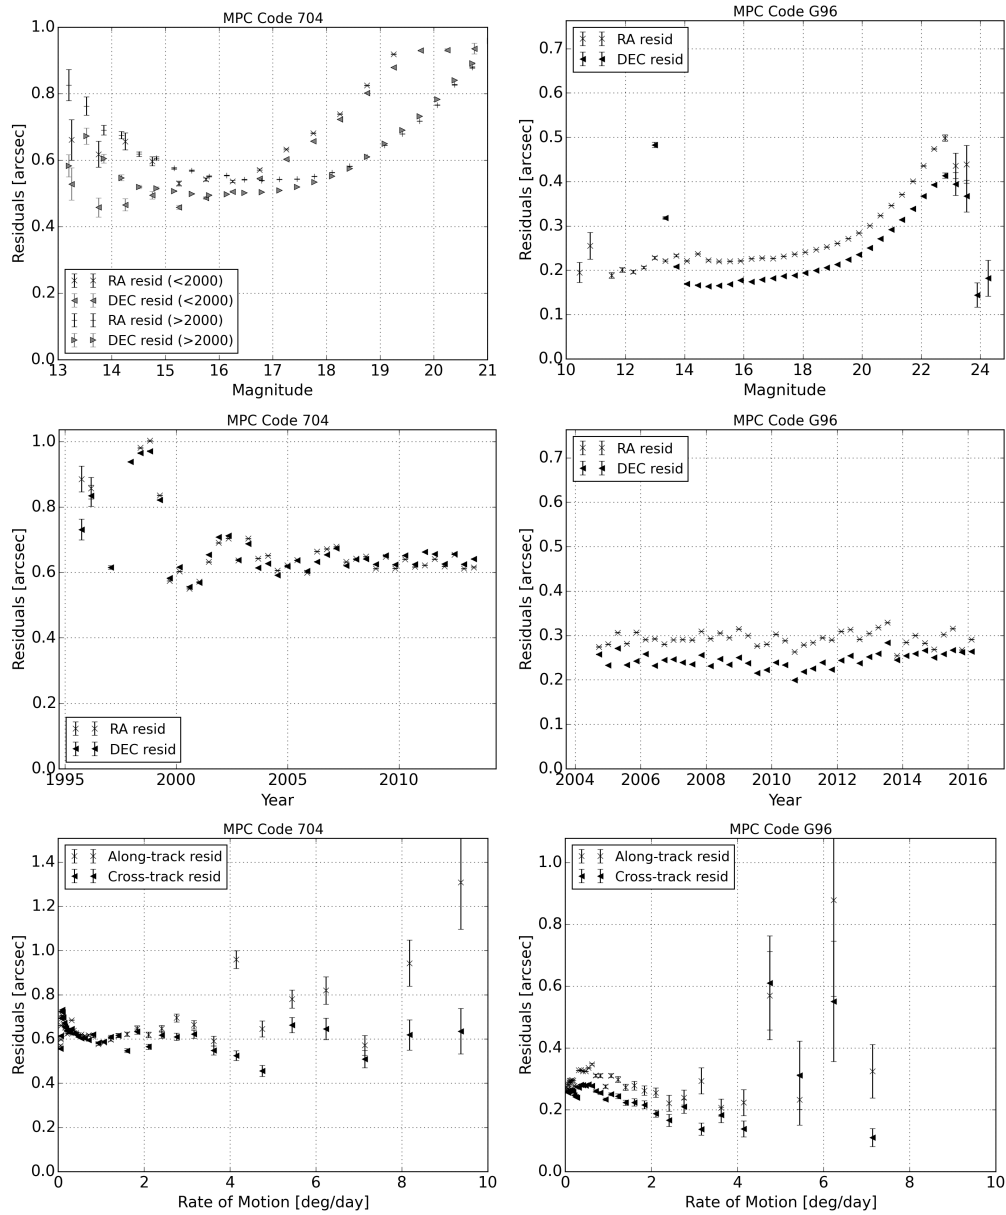 MPC Code 704
1.0
0.8
0.6
0.4
0.2
0.0
Residuals [arcsec]
RA resid (<2000)
DEC resid (<2000)
RA resid (>2000)
DEC resid (>2000)
13 14 15 16 17 18 19 20 21
Magnitude
MPC Code G96
0.7
0.6
0.5
0.4
0.3
0.2
0.1
0.0
Residuals [arcsec]
RA resid
DEC resid
10 12 14 16 18 20 22 24
Magnitude
MPC Code 704
1.0
0.8
0.6
0.4
0.2
0.0
Residuals [arcsec]
RA resid
DEC resid
1995 2000 2005 2010
Year
MPC Code G96
0.7
0.6
0.5
0.4
0.3
0.2
0.1
0.0
Residuals [arcsec]
RA resid
DEC resid
2004 2006 2008 2010 2012 2014 2016
Year
MPC Code 704
1.4
1.2
1.0
0.8
0.6
0.4
0.2
0.0
Residuals [arcsec]
Along-track resid
Cross-track resid
0 2 4 6 8 10
Rate of Motion [deg/day]
MPC Code G96
1.0
0.8
0.6
0.4
0.2
0.0
Residuals [arcsec]
Along-track resid
Cross-track resid
0 2 4 6 8 10
Rate of Motion [deg/day]